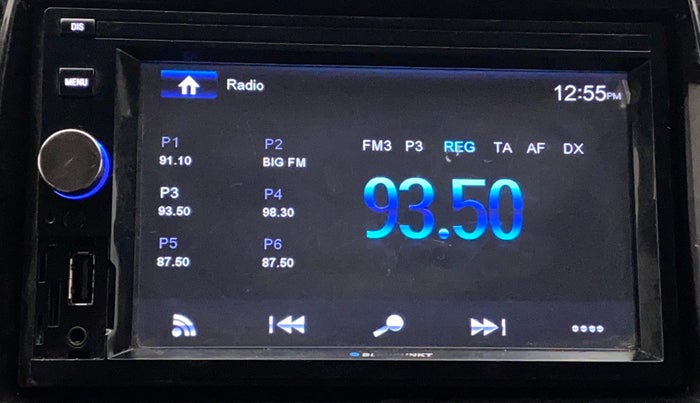 DIS
MENU
Radio
12:55PM
P1
91.10
P2
BIG FM
P3
93.50
P4
98.30
P5
87.50
P6
87.50
FM3 P3 REG TA AF DX
93.50